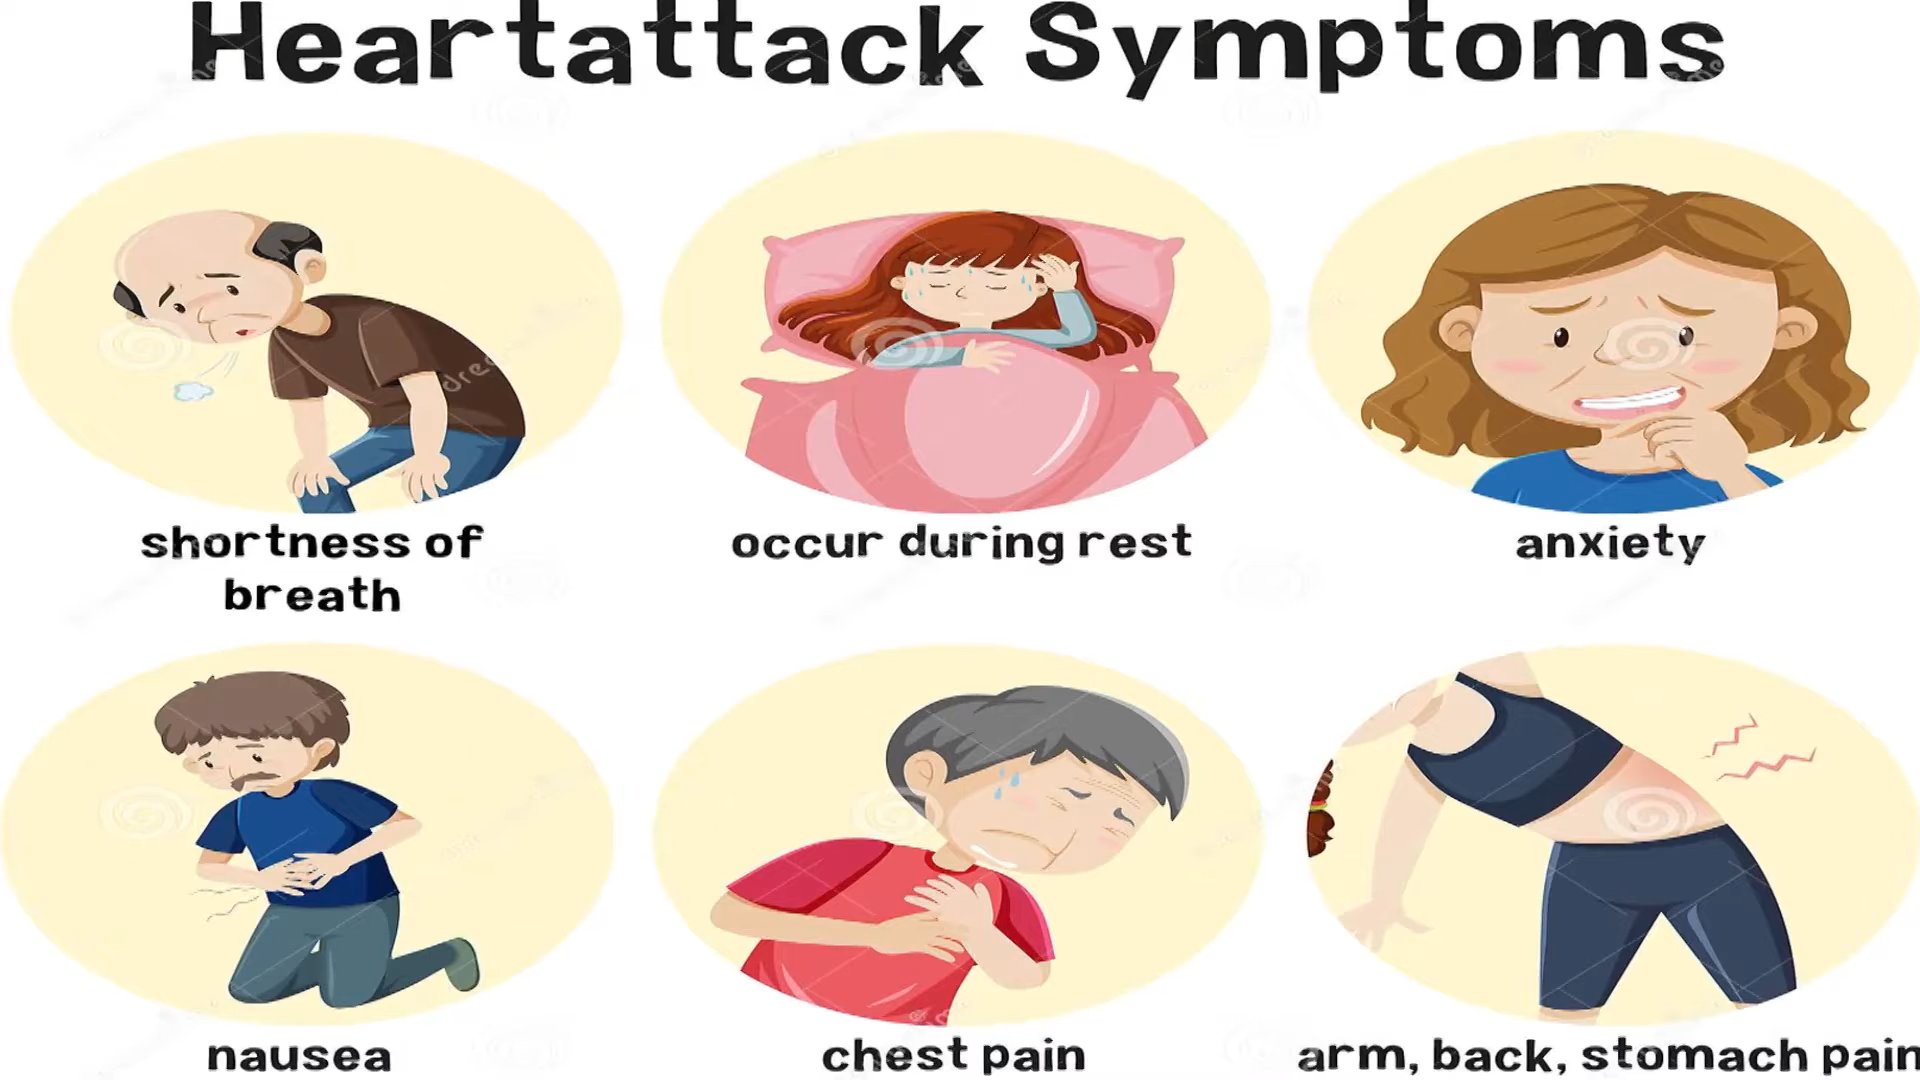 Heartattack Symptoms
shortness of
breath
occur during rest
anxiety
nausea
chest pain
arm, back, stomach pain